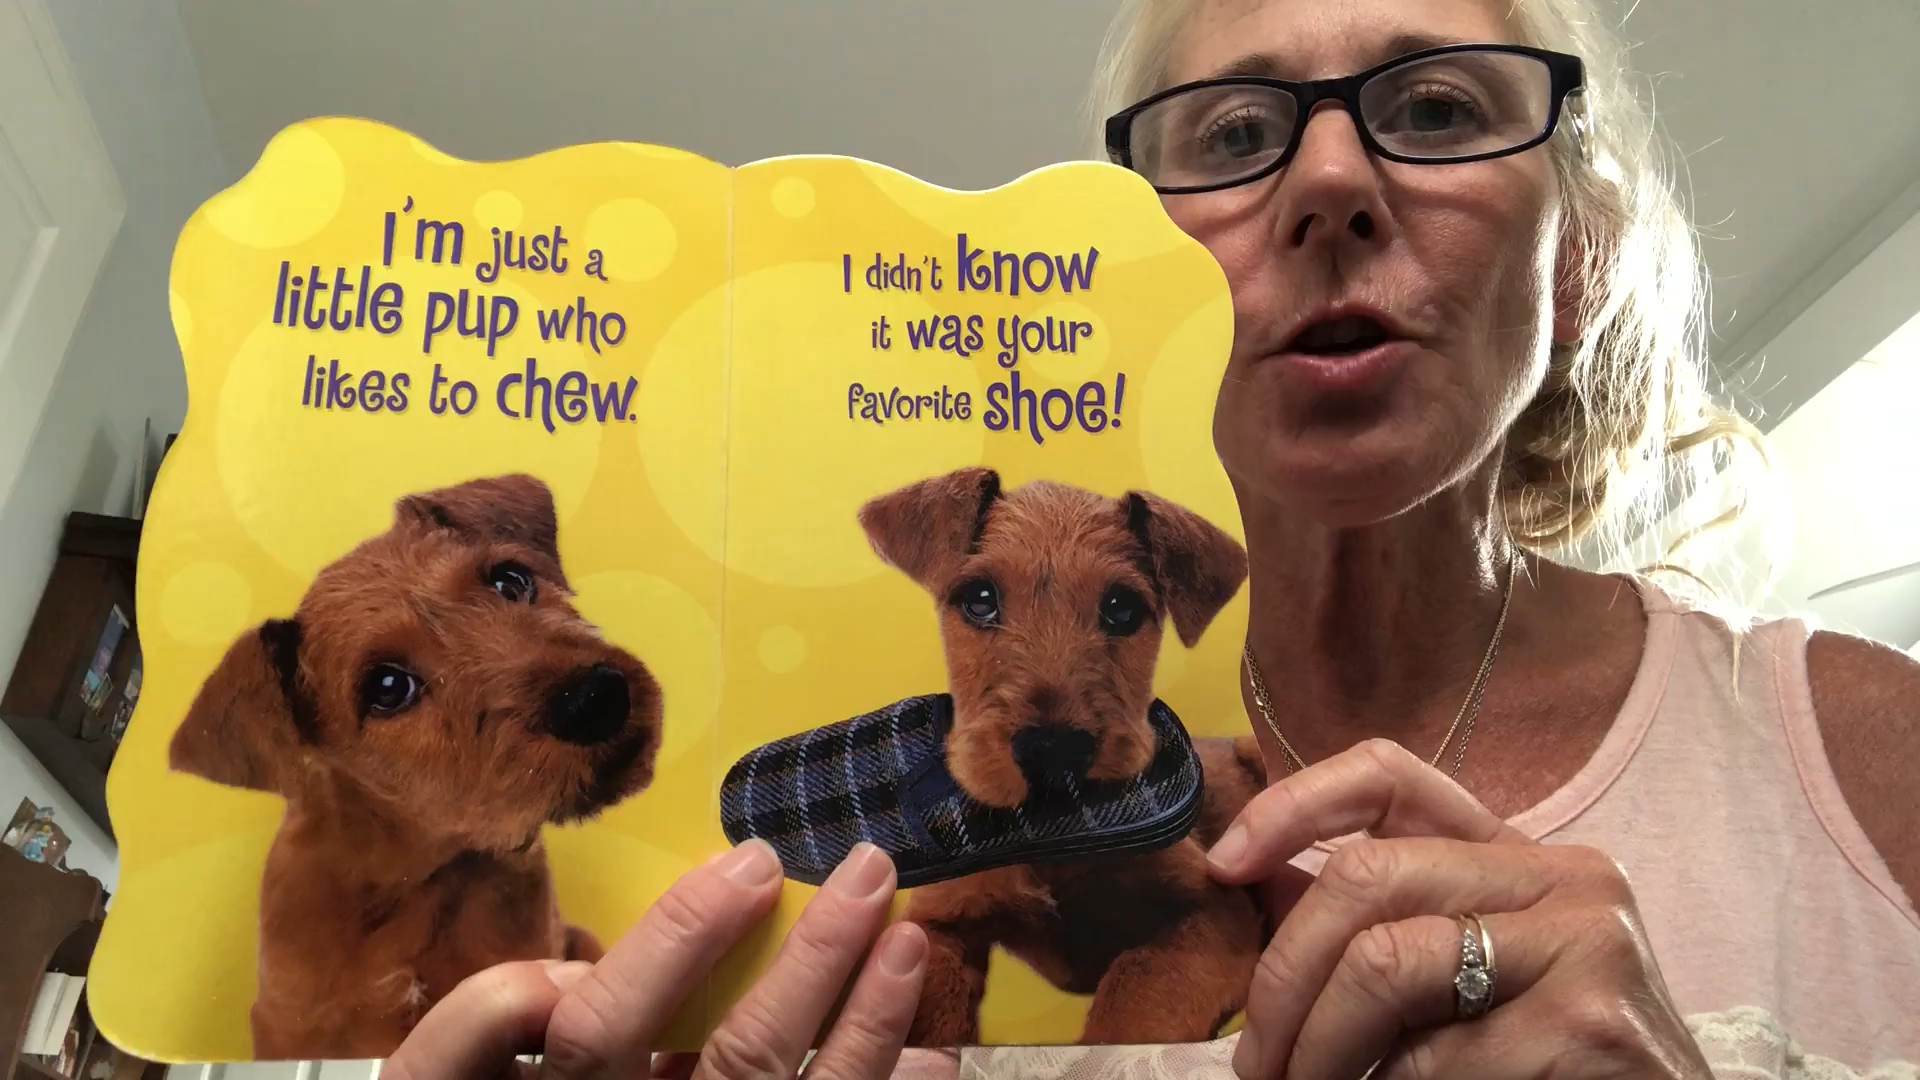 I'm just a
little pup who
likes to chew.
I didn't know
it was your
favorite shoe!